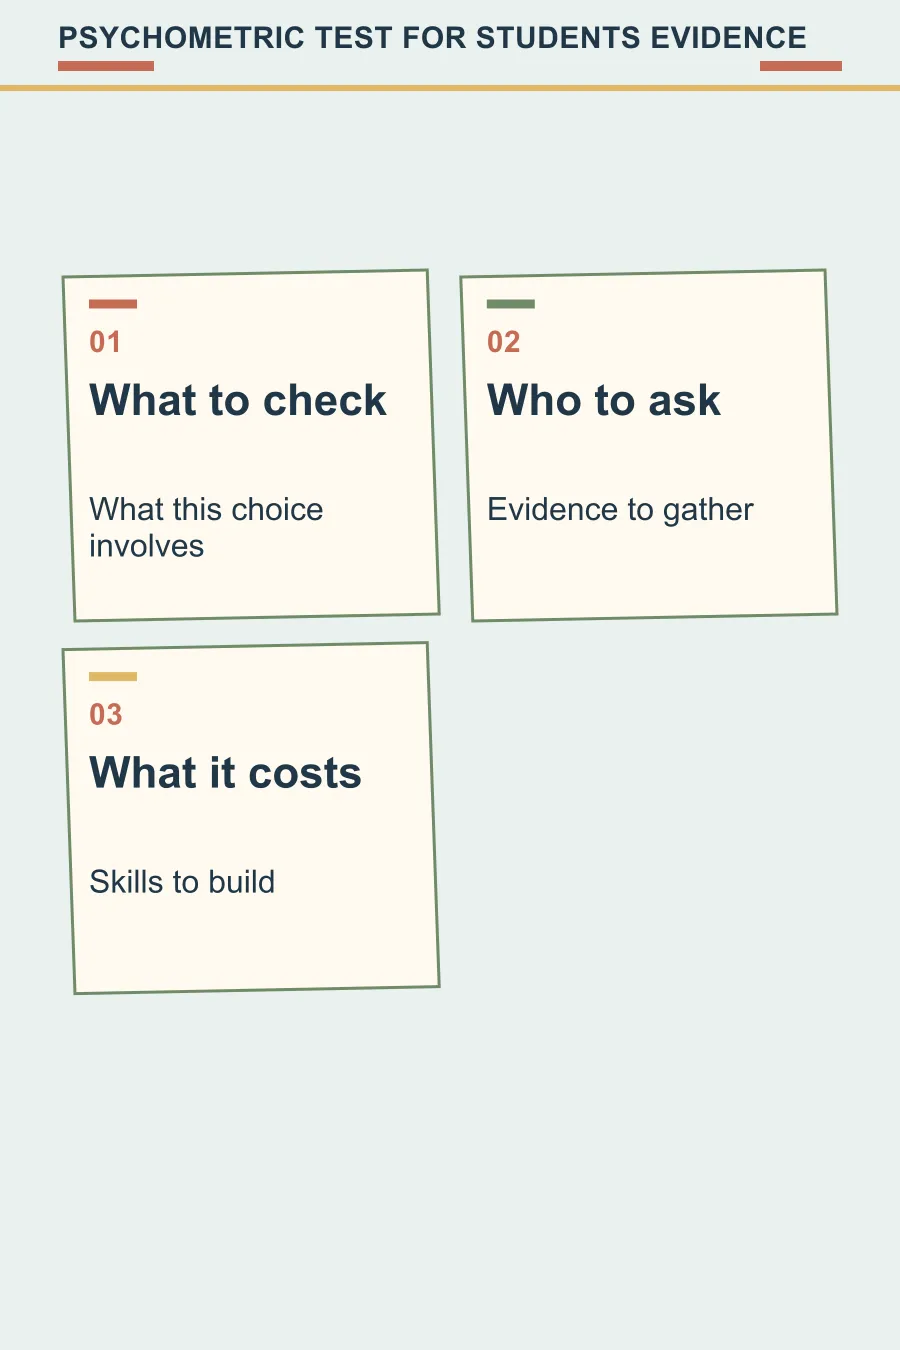 PSYCHOMETRIC TEST FOR STUDENTS EVIDENCE
01
What to check
What this choice
involves
02
Who to ask
Evidence to gather
03
What it costs
Skills to build